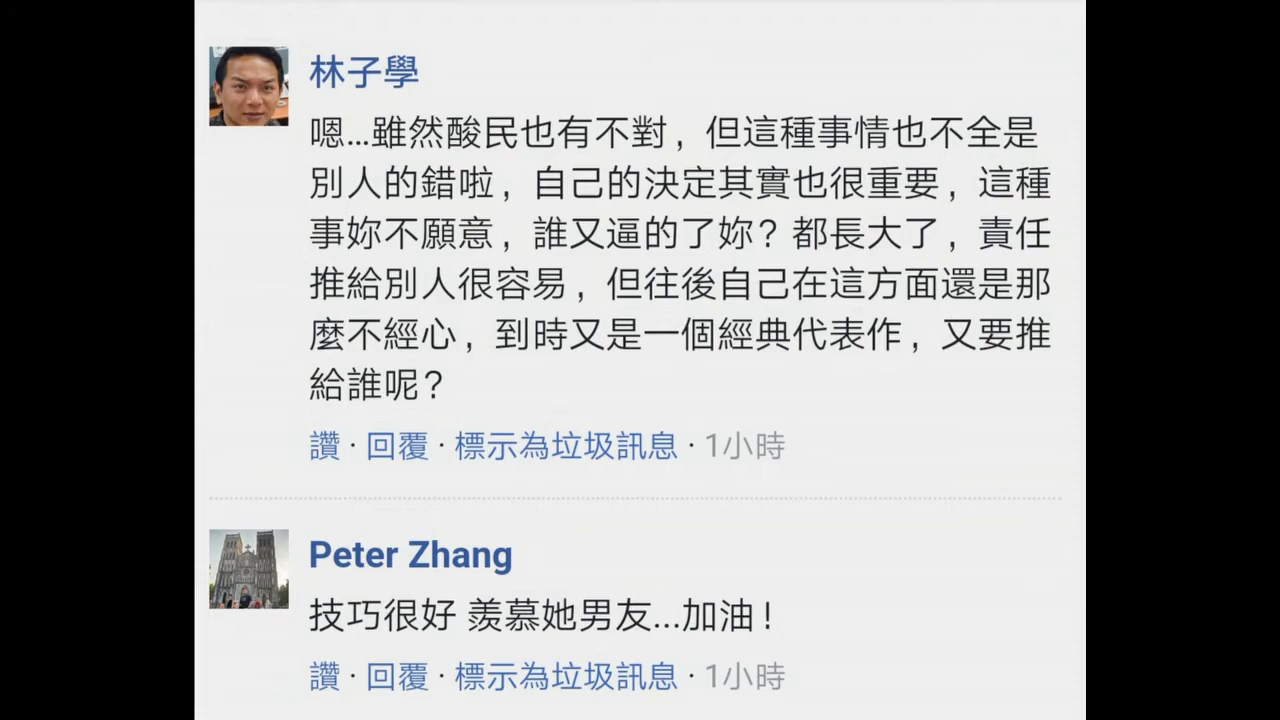 林子學
嗯...雖然酸民也有不對，但這種事情也不全是
別人的錯啦，自己的決定其實也很重要，這種
事妳不願意，誰又逼的了妳？都長大了，責任
推給別人很容易，但往後自己在這方面還是那
麼不經心，到時又是一個經典代表作，又要推
給誰呢？
讚 · 回覆 · 標示為垃圾訊息 · 1小時
Peter Zhang
技巧很好 羨慕她男友...加油！
讚 · 回覆 · 標示為垃圾訊息 · 1小時